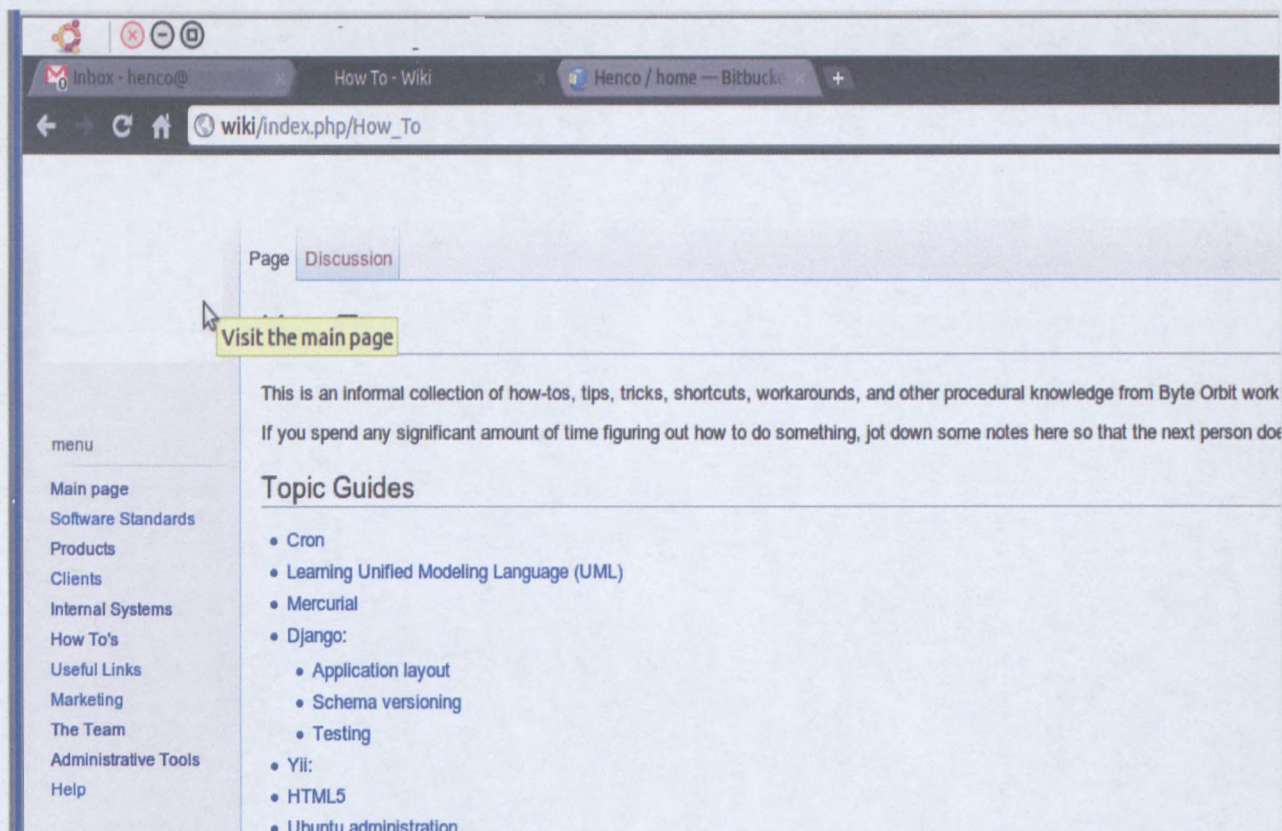 Inbox - henco@
How To - Wiki
Henco / home — Bitbucke
wiki/index.php/How_To
Page Discussion
Visit the main page
This is an informal collection of how-tos, tips, tricks, shortcuts, workarounds, and other procedural knowledge from Byte Orbit work
If you spend any significant amount of time figuring out how to do something, jot down some notes here so that the next person doe
menu
Main page
Software Standards
Products
Clients
Internal Systems
How To's
Useful Links
Marketing
The Team
Administrative Tools
Help
Topic Guides
• Cron
• Learning Unified Modeling Language (UML)
• Mercurial
• Django:
• Application layout
• Schema versioning
• Testing
• Yii:
• HTML5
• Ubuntu administration